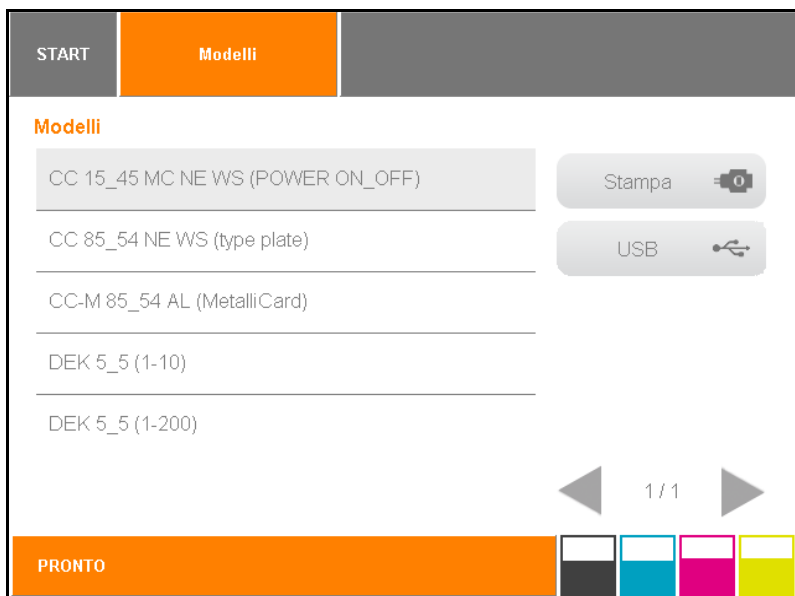 START
Modelli
Modelli
CC 15_45 MC NE WS (POWER ON_OFF)
Stampa
CC 85_54 NE WS (type plate)
USB
CC-M 85_54 AL (MetalliCard)
DEK 5_5 (1-10)
DEK 5_5 (1-200)
1 / 1
PRONTO